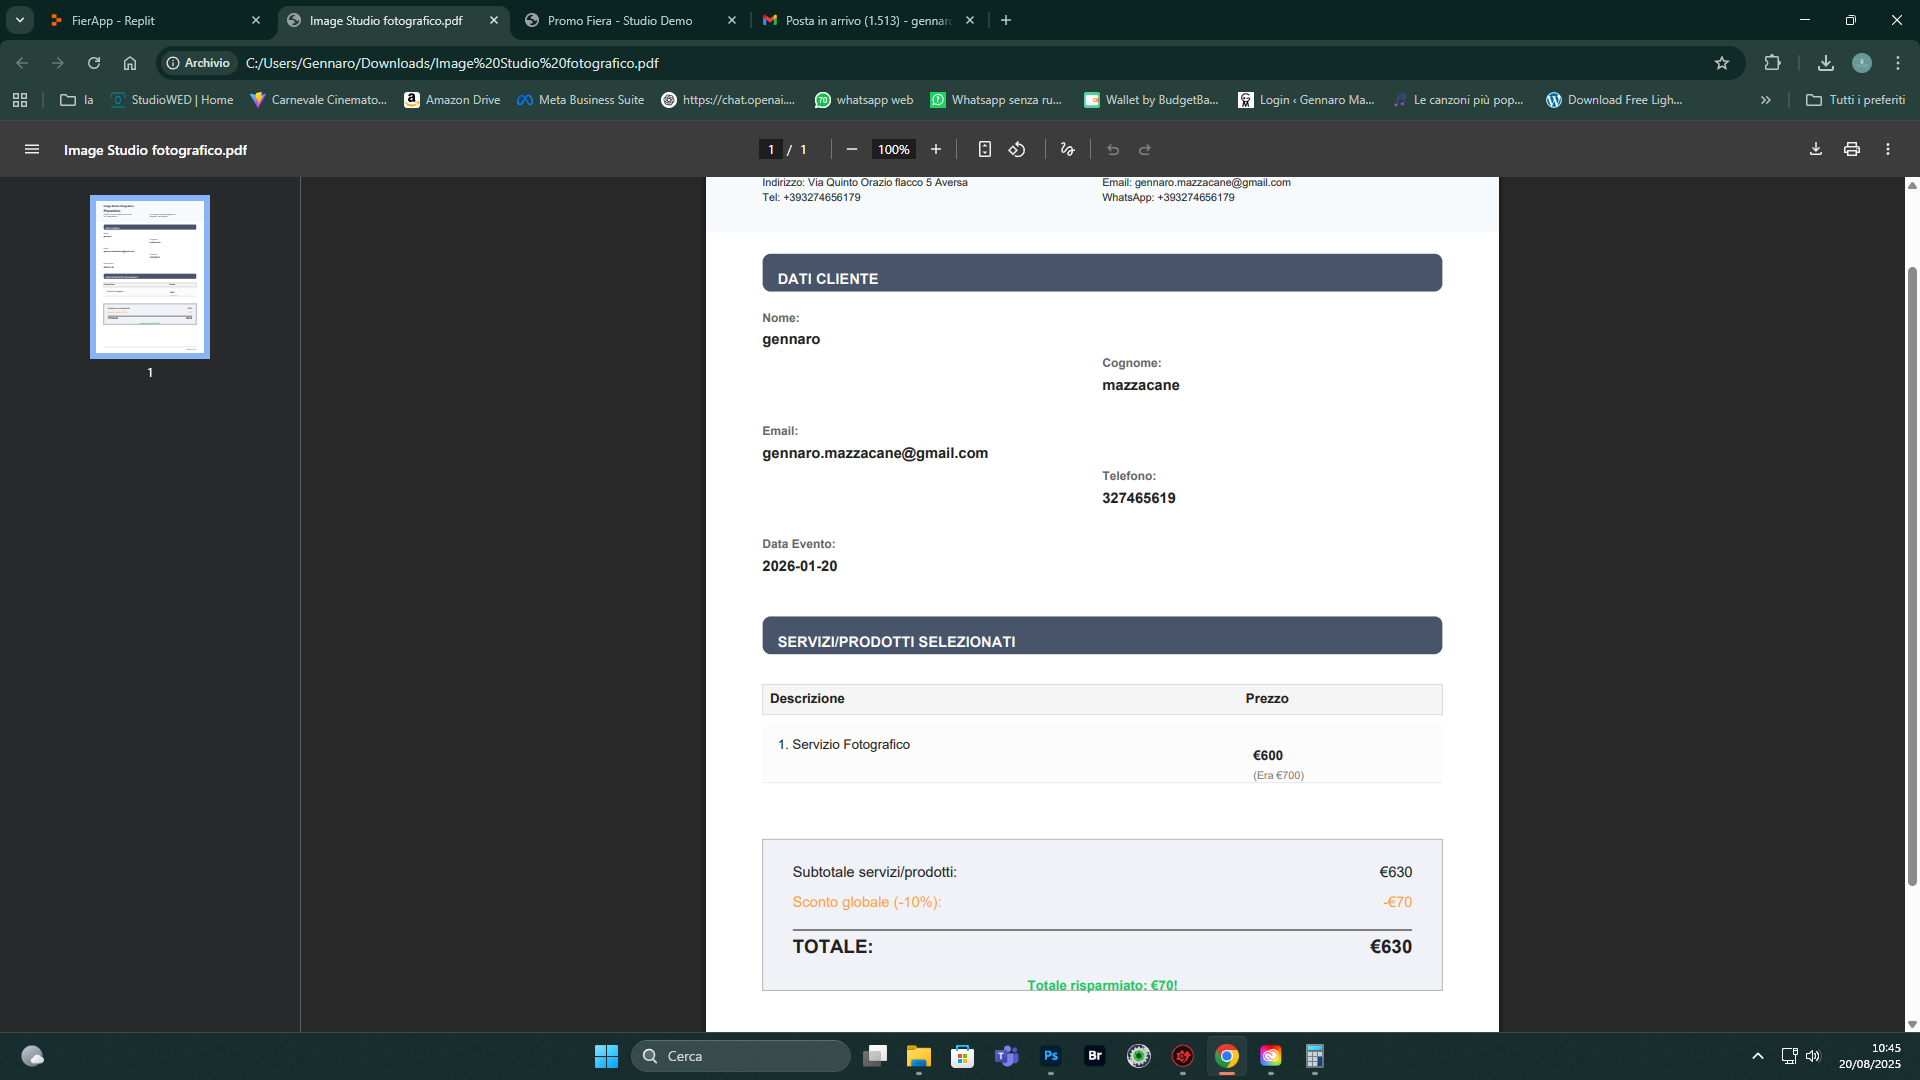 FierApp - Replit
Image Studio fotografico.pdf
Promo Fiera - Studio Demo
Posta in arrivo (1.513) - gennaro
Archivio
C:/Users/Gennaro/Downloads/Image%20Studio%20fotografico.pdf
Ia
StudioWED | Home
Carnevale Cinemato...
Amazon Drive
Meta Business Suite
https://chat.openai....
whatsapp web
Whatsapp senza ru...
Wallet by BudgetBa...
Login ‹ Gennaro Ma...
Le canzoni più pop...
Download Free Ligh...
Tutti i preferiti
Image Studio fotografico.pdf
1 / 1
100%
1
Indirizzo: Via Quinto Orazio flacco 5 Aversa
Email: gennaro.mazzacane@gmail.com
Tel: +393274656179
WhatsApp: +393274656179
DATI CLIENTE
Nome:
gennaro
Cognome:
mazzacane
Email:
gennaro.mazzacane@gmail.com
Telefono:
327465619
Data Evento:
2026-01-20
SERVIZI/PRODOTTI SELEZIONATI
Descrizione
Prezzo
1. Servizio Fotografico
€600
(Era €700)
Subtotale servizi/prodotti:
€630
Sconto globale (-10%):
-€70
TOTALE:
€630
Totale risparmiato: €70!
Cerca
Ps
Br
10:45
20/08/2025